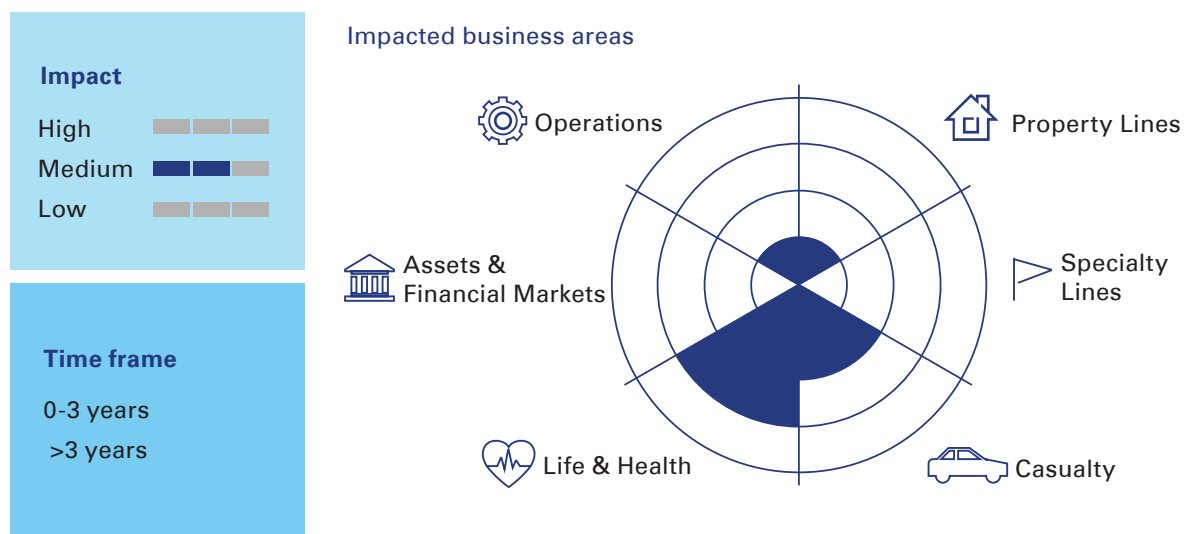 Impact
High
Medium
Low
Time frame
0-3 years
>3 years
Impacted business areas
Operations
Property Lines
Assets &
Financial Markets
Specialty
Lines
Life & Health
Casualty